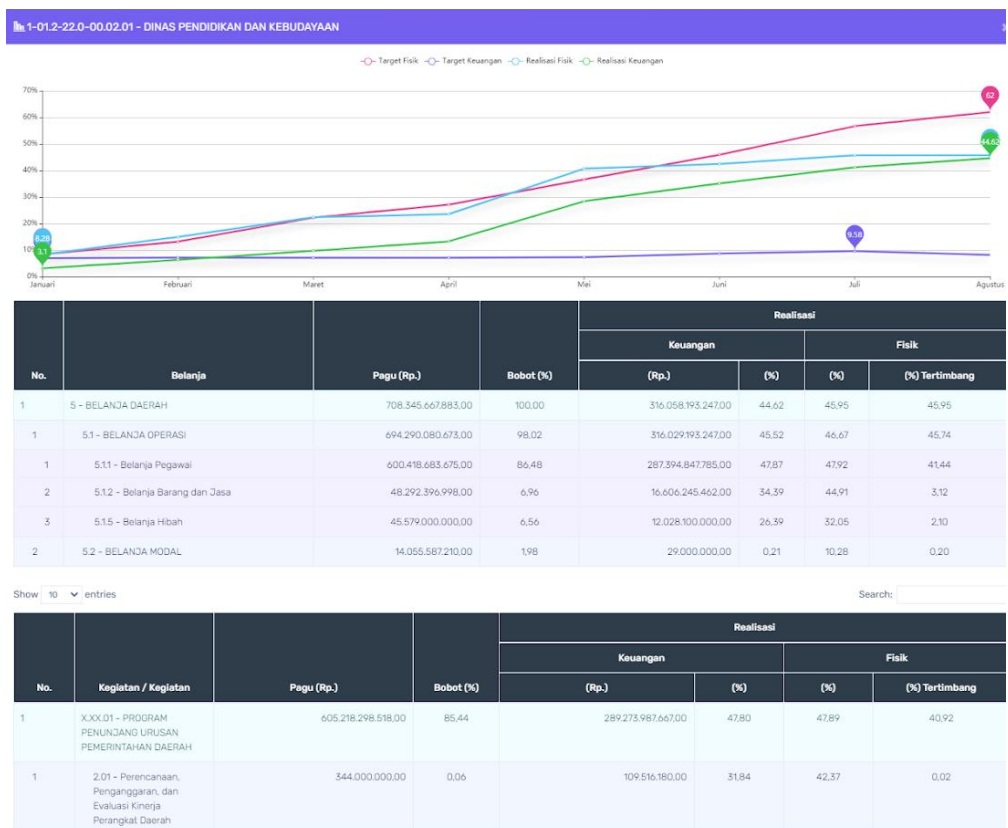 1-01.2-22.0-00.02.01 - DINAS PENDIDIKAN DAN KEBUDAYAAN
Target Fisik Target Keuangan Realisasi Fisik Realisasi Keuangan
70%
60%
50%
40%
30%
20%
10%
0%
62
44.62
8.28
3.1
9.58
Januari Februari Maret April Mei Juni Juli Agustus
Realisasi
Keuangan Fisik
No. Belanja Pagu (Rp.) Bobot (%) (Rp.) (%) (%) (%) Tertimbang
1 5 - BELANJA DAERAH 708.345.667.883,00 100,00 316.058.193.247,00 44,62 45,95 45,95
1 5.1 - BELANJA OPERASI 694.290.080.673,00 98,02 316.029.193.247,00 45,52 46,67 45,74
1 5.1.1 - Belanja Pegawai 600.418.683.675,00 86,48 287.394.847.785,00 47,87 47,92 41,44
2 5.1.2 - Belanja Barang dan Jasa 48.292.396.998,00 6,96 16.606.245.462,00 34,39 44,91 3,12
3 5.1.5 - Belanja Hibah 45.579.000.000,00 6,56 12.028.100.000,00 26,39 32,05 2,10
2 5.2 - BELANJA MODAL 14.055.587.210,00 1,98 29.000.000,00 0,21 10,28 0,20
Show 10 entries Search:
Realisasi
Keuangan Fisik
No. Kegiatan / Kegiatan Pagu (Rp.) Bobot (%) (Rp.) (%) (%) (%) Tertimbang
1 X.XX.01 - PROGRAM 605.218.298.518,00 85,44 289.273.987.667,00 47,80 47,89 40,92
PENUNJANG URUSAN
PEMERINTAHAN DAERAH
1 2.01 - Perencanaan, 344.000.000,00 0,06 109.516.180,00 31,84 42,37 0,02
Penganggaran, dan
Evaluasi Kinerja
Perangkat Daerah